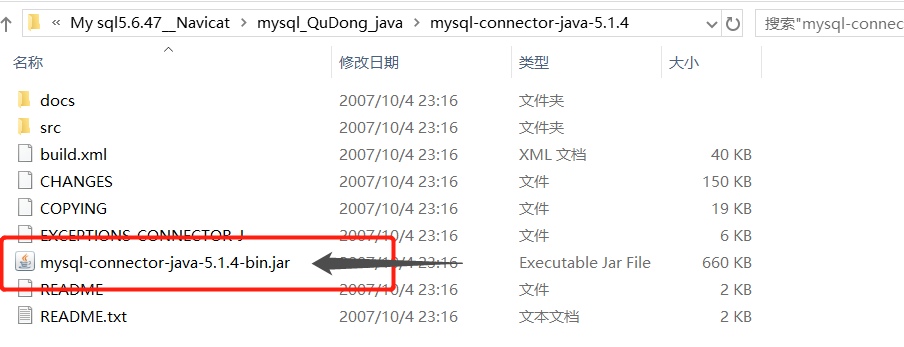 « My sql5.6.47__Navicat > mysql_QuDong_java > mysql-connector-java-5.1.4 搜索"mysql-connec
名称 修改日期 类型 大小
docs 2007/10/4 23:16 文件夹
src 2007/10/4 23:16 文件夹
build.xml 2007/10/4 23:16 XML 文档 40 KB
CHANGES 2007/10/4 23:16 文件 150 KB
COPYING 2007/10/4 23:16 文件 19 KB
EXCEPTIONS-CONNECTOR-J 2007/10/4 23:16 文件 6 KB
mysql-connector-java-5.1.4-bin.jar 2007/10/4 23:16 Executable Jar File 660 KB
README 2007/10/4 23:16 文件 2 KB
README.txt 2007/10/4 23:16 文本文档 2 KB